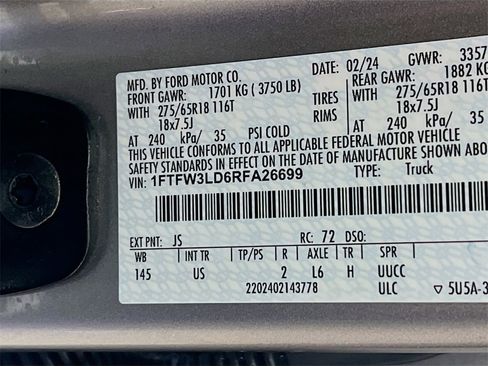 MFD. BY FORD MOTOR CO. DATE: 02/24 GVWR: 3357
FRONT GAWR: 1701 KG ( 3750 LB) REAR GAWR: 1882 KG
WITH 275/65R18 116T TIRES WITH 275/65R18 116T
18x7.5J RIMS 18x7.5J
AT 240 kPa/ 35 PSI COLD AT 240 kPa/ 35
THIS VEHICLE CONFORMS TO ALL APPLICABLE FEDERAL MOTOR VEHICLE
SAFETY STANDARDS IN EFFECT ON THE DATE OF MANUFACTURE SHOWN ABO
VIN: 1FTFW3LD6RFA26699
TYPE: Truck
EXT PNT: JS RC: 72 DSO:
WB INT TR TP/PS R AXLE TR SPR
145 US 2 L6 H UUCC
2202402143778 ULC ▽ 5U5A-3